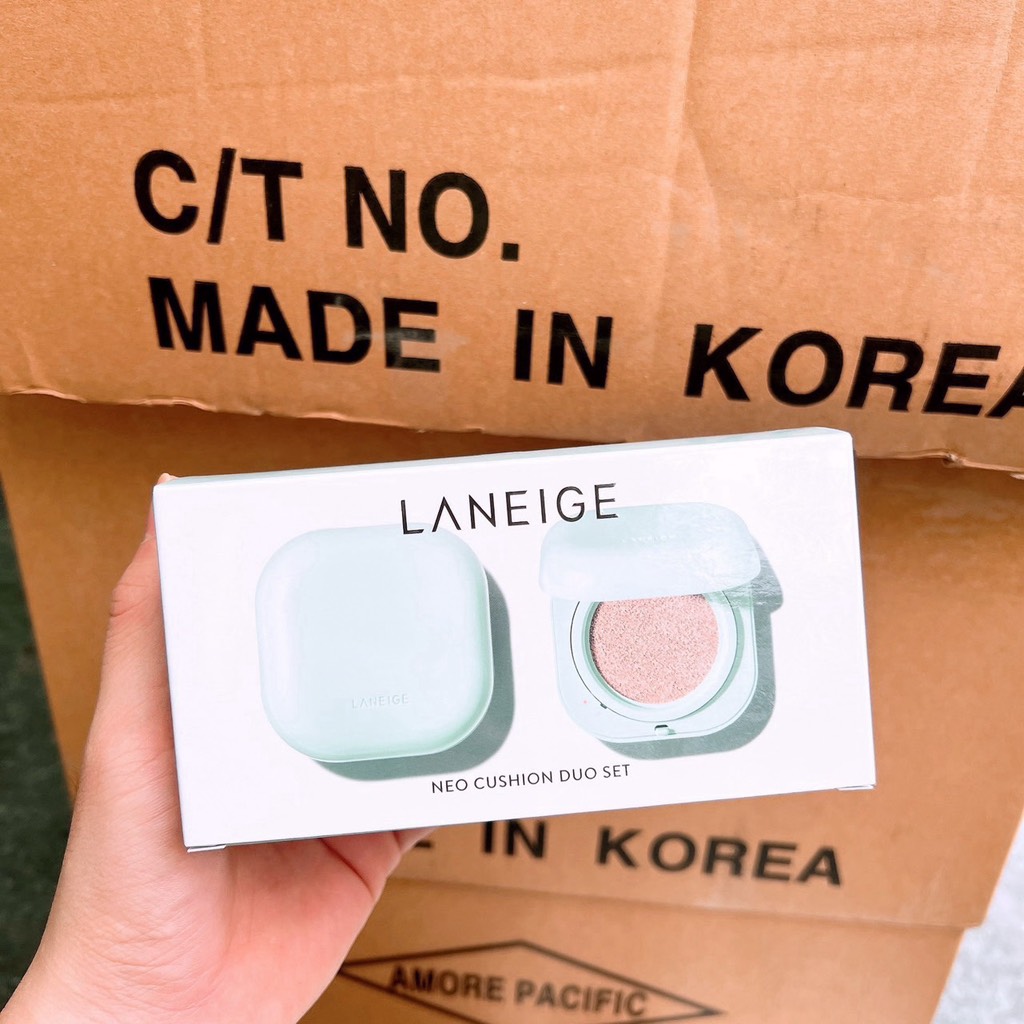 C/T NO.
MADE IN KOREA
LANEIGE
LANEIGE
NEO CUSHION DUO SET
IN KOREA
AMORE PACIFIC